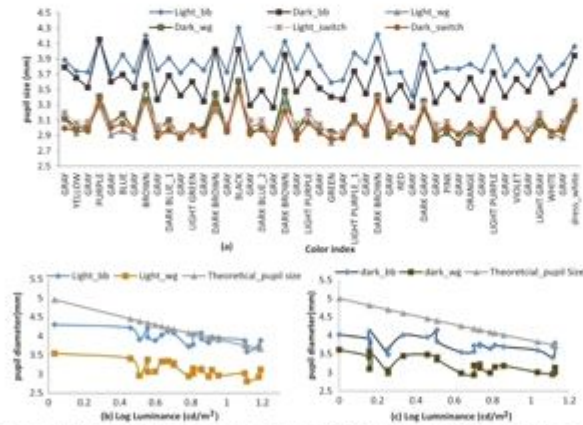 Light_bb Dark_bb Light_wg
Dark_wg Light_switch Dark_switch
pupil size (mm)
4.5
4.3
4.1
3.9
3.7
3.5
3.3
3.1
2.9
2.7
2.5
GRAY
YELLOW
GRAY
PURPLE
GRAY
BLUE
GRAY
BROWN
GRAY
DARK BLUE_1
GRAY
LIGHT GREEN
GRAY
DARK BROWN
GRAY
BLACK
GRAY
DARK BLUE_2
GRAY
DARK BROWN
GRAY
LIGHT PURPLE
GRAY
GREEN
GRAY
LIGHT PURPLE_1
GRAY
DARK BROWN
GRAY
RED
GRAY
DARK GRAY
GRAY
PINK
GRAY
ORANGE
GRAY
LIGHT PURPLE
GRAY
VIOLET
GRAY
LIGHT GRAY
GRAY
WHITE
GRAY
(a) Color index
Light_bb Light_wg Theoretical_pupil size
pupil diameter(mm)
5.5
5
4.5
4
3.5
3
2.5
0 0.2 0.4 0.6 0.8 1 1.2
(b) Log Luminance (cd/m²)
dark_bb dark_wg Theoretcial_pupil Size
pupil diameter(mm)
5.5
5
4.5
4
3.5
3
2.5
0 0.2 0.4 0.6 0.8 1 1.2
(c) Log Lumninance (cd/m²)